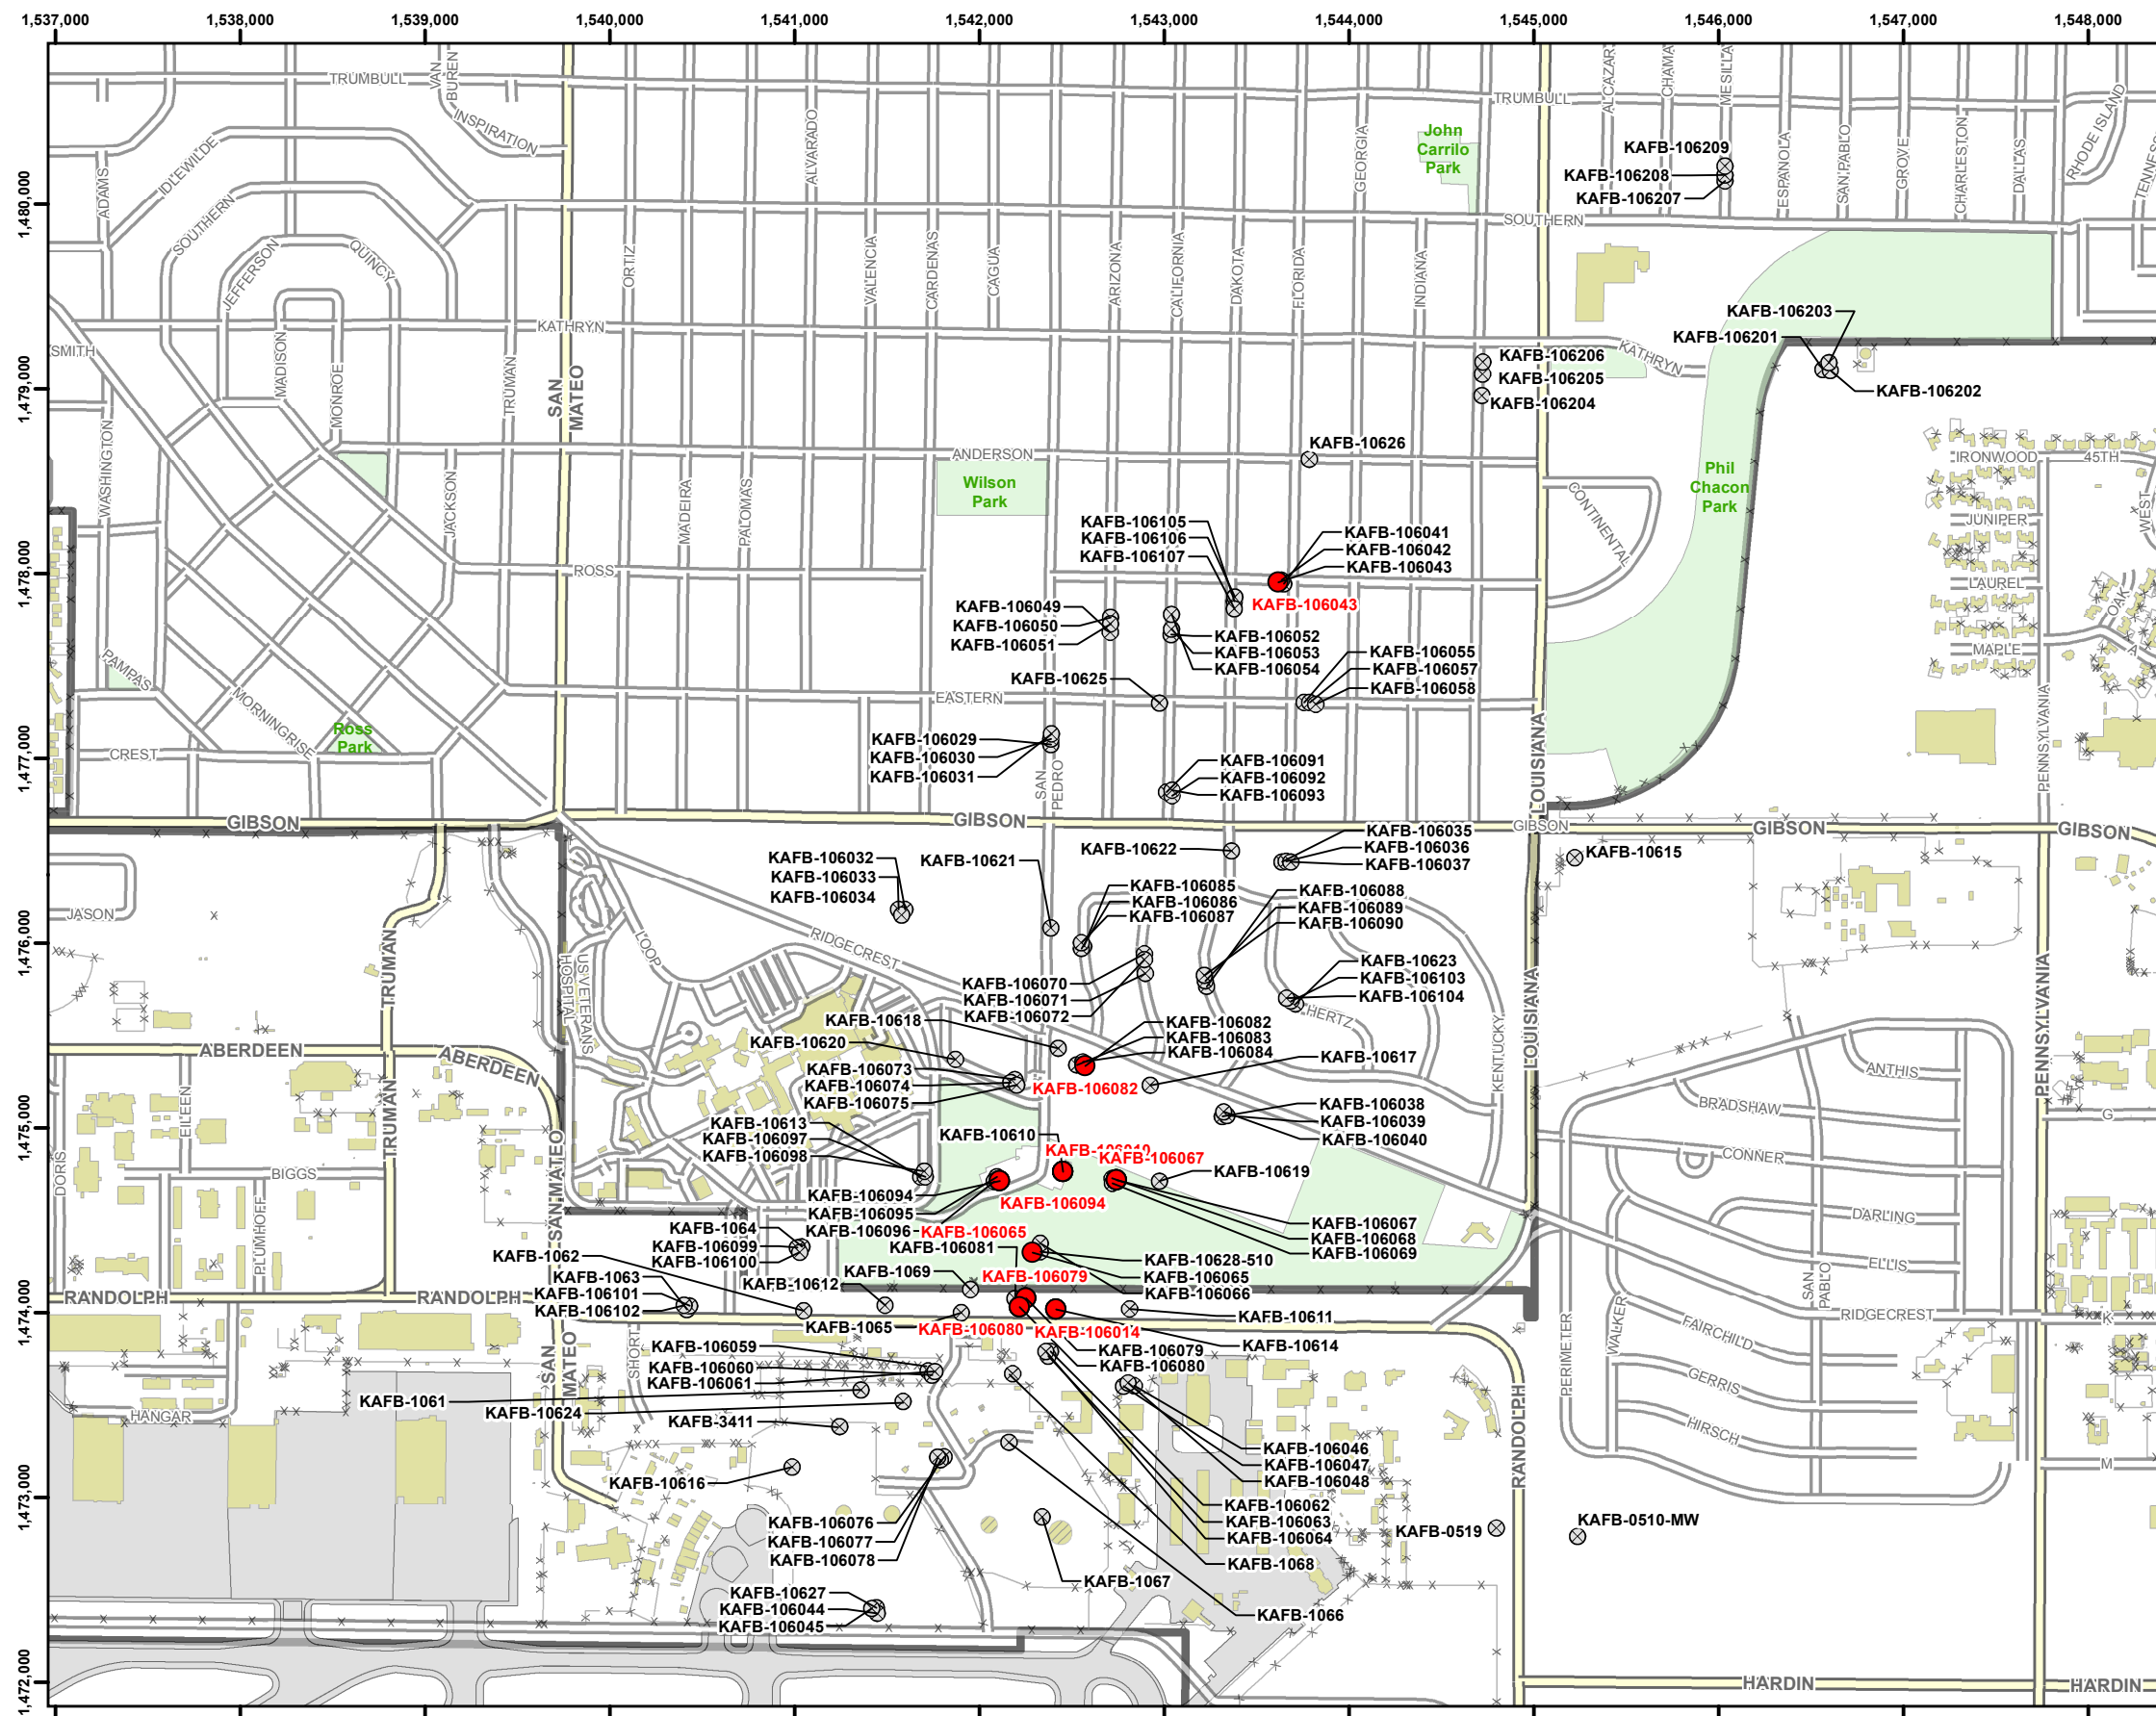 1,537,000
1,538,000
1,539,000
1,540,000
1,541,000
1,542,000
1,543,000
1,544,000
1,545,000
1,546,000
1,547,000
1,548,000
1,480,000
1,479,000
1,478,000
1,477,000
1,476,000
1,475,000
1,474,000
1,473,000
1,472,000
TRUMBULL
VAN
BUREN
INSPIRATION
TRUMBULL
ALCAZAR
CHAMA
MESILLA
RHODE ISLAND
ADAMS
IDLEWILDE
SOUTHERN
JEFFERSON
QUINCY
ALVARADO
GEORGIA
John
Carrilo
Park
KAFB-106209
KAFB-106208
KAFB-106207
ESPANOLA
SAN PABLO
GROVE
CHARLESTON
DALLAS
SOUTHERN
ORTIZ
VALENCIA
CARDENAS
CAGUA
ARIZONA
CALIFORNIA
DAKOTA
FLORIDA
INDIANA
KATHRYN
SMITH
MADISON
MONROE
TRUMAN
SAN
MATEO
KAFB-106203
KAFB-106201
KAFB-106202
KATHRYN
KAFB-106206
KAFB-106205
KAFB-106204
KAFB-10626
ANDERSON
WASHINGTON
JACKSON
MADEIRA
PALOMAS
Wilson
Park
Phil
Chacon
Park
CONTINENTAL
IRONWOOD
45TH
WEST
JUNIPER
LAUREL
OAK
MAPLE
KAFB-106105
KAFB-106106
KAFB-106107
KAFB-106041
KAFB-106042
KAFB-106043
KAFB-106043
ROSS
KAFB-106049
KAFB-106050
KAFB-106051
KAFB-106052
KAFB-106053
KAFB-106054
KAFB-106055
KAFB-106057
KAFB-106058
KAFB-10625
EASTERN
PAMPAS
MORNINGRISE
Ross
Park
CREST
KAFB-106029
KAFB-106030
KAFB-106031
SAN
PEDRO
KAFB-106091
KAFB-106092
KAFB-106093
LOUISIANA
PENNSYLVANIA
GIBSON
GIBSON
GIBSON
GIBSON
GIBSON
KAFB-106035
KAFB-106036
KAFB-106037
KAFB-10615
KAFB-10622
KAFB-106032
KAFB-106033
KAFB-106034
KAFB-10621
KAFB-106085
KAFB-106086
KAFB-106087
KAFB-106088
KAFB-106089
KAFB-106090
JASON
LOOP
RIDGECREST
TRUMAN
HOSPITAL
US VETERANS
KAFB-106070
KAFB-106071
KAFB-106072
KAFB-10623
KAFB-106103
KAFB-106104
HERTZ
KENTUCKY
LOUISIANA
PENNSYLVANIA
KAFB-10618
KAFB-10620
KAFB-106082
KAFB-106083
KAFB-106084
KAFB-10617
KAFB-106082
ABERDEEN
ABERDEEN
KAFB-106073
KAFB-106074
KAFB-106075
ANTHIS
BRADSHAW
G
EILEEN
TRUMAN
SAN MATEO
KAFB-10613
KAFB-106097
KAFB-106098
KAFB-10610
KAFB-106038
KAFB-106039
KAFB-106040
KAFB-106067
CONNER
DORIS
BIGGS
PLUMHOFF
KAFB-10619
KAFB-106094
KAFB-106095
KAFB-106096
KAFB-106094
KAFB-106065
KAFB-106067
KAFB-106068
KAFB-106069
DARLING
ELLIS
KAFB-1064
KAFB-106099
KAFB-106100
KAFB-1062
KAFB-106081
KAFB-10628-510
KAFB-106065
KAFB-106066
KAFB-1063
KAFB-106101
KAFB-106102
KAFB-10612
KAFB-1069
KAFB-106079
RANDOLPH
RANDOLPH
KAFB-1065
KAFB-106080
KAFB-106014
KAFB-10611
KAFB-10614
KAFB-106079
KAFB-106080
SAN
PABLO
RIDGECREST
K
PERIMETER
WALKER
FAIRCHILD
GERRIS
HIRSCH
SAN
MATEO
SHORT
KAFB-106059
KAFB-106060
KAFB-106061
KAFB-1061
KAFB-10624
KAFB-3411
HANGAR
KAFB-10616
RANDOLPH
KAFB-106046
KAFB-106047
KAFB-106048
KAFB-106062
KAFB-106063
KAFB-106064
KAFB-1068
M
KAFB-106076
KAFB-106077
KAFB-106078
KAFB-0519
KAFB-0510-MW
KAFB-1067
KAFB-10627
KAFB-106044
KAFB-106045
KAFB-1066
HARDIN
HARDIN